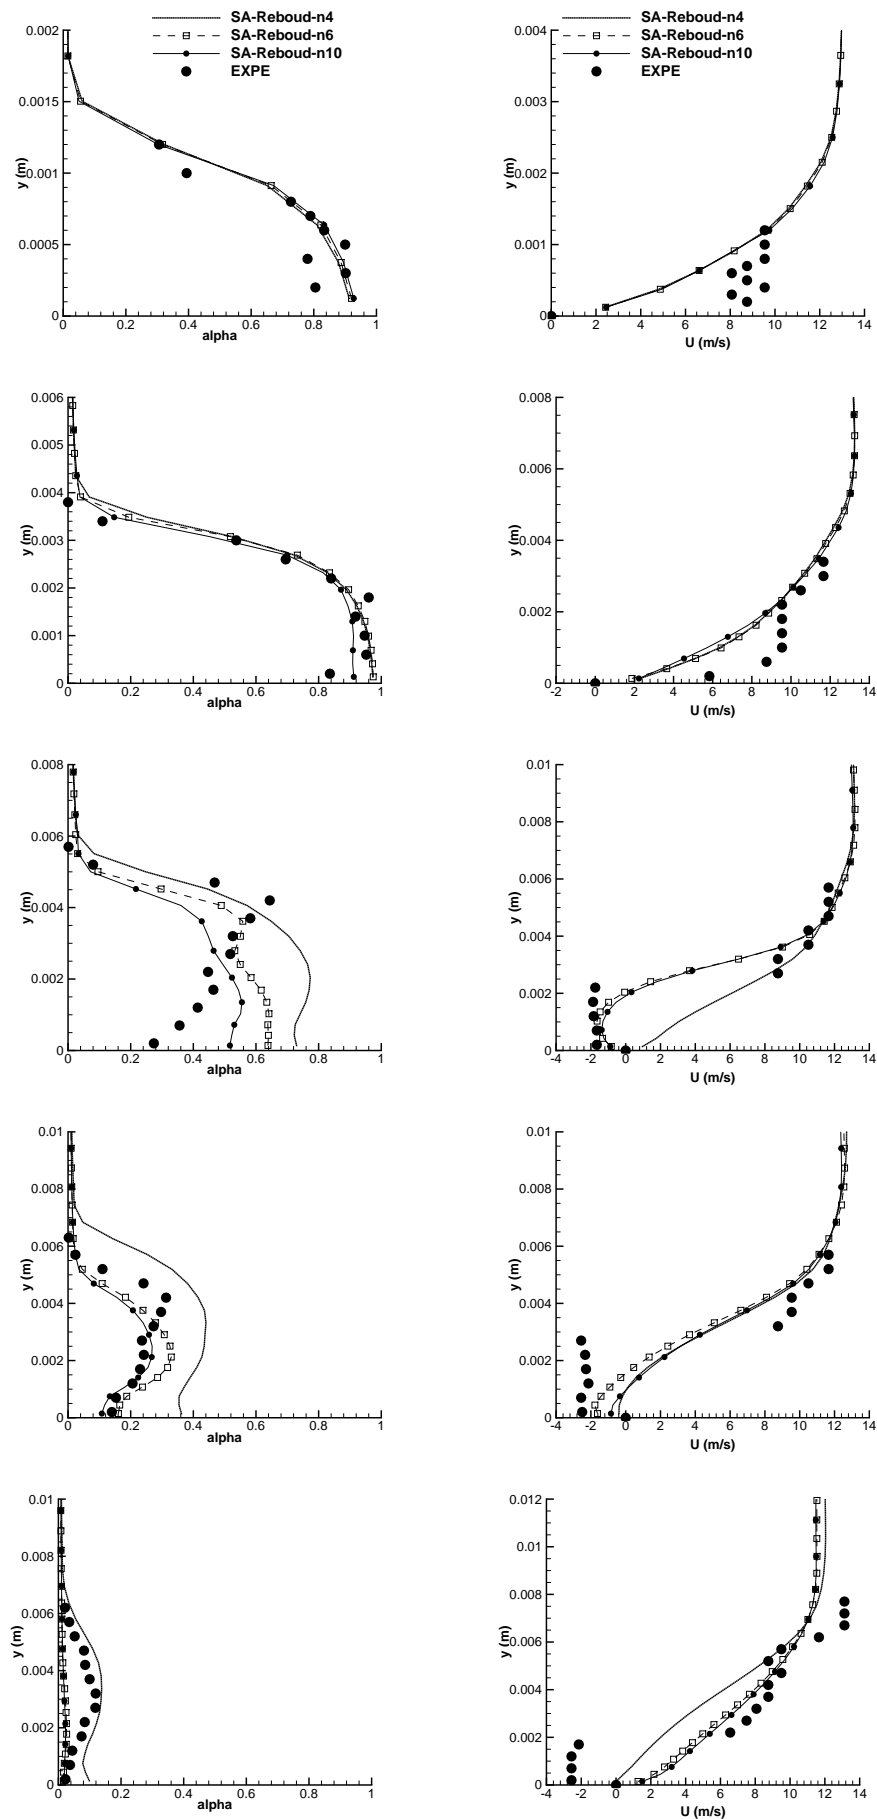 SA-Reboud-n4
SA-Reboud-n6
SA-Reboud-n10
EXPE
0.002
0.0015
0.001
0.0005
0
y (m)
0 0.2 0.4 0.6 0.8 1
alpha
SA-Reboud-n4
SA-Reboud-n6
SA-Reboud-n10
EXPE
0.004
0.003
0.002
0.001
0
y (m)
0 2 4 6 8 10 12 14
U (m/s)
0.006
0.005
0.004
0.003
0.002
0.001
0
y (m)
0 0.2 0.4 0.6 0.8 1
alpha
0.008
0.006
0.004
0.002
0
y (m)
-2 0 2 4 6 8 10 12 14
U (m/s)
0.008
0.006
0.004
0.002
0
y (m)
0 0.2 0.4 0.6 0.8 1
alpha
0.01
0.008
0.006
0.004
0.002
0
y (m)
-4 -2 0 2 4 6 8 10 12 14
U (m/s)
0.01
0.008
0.006
0.004
0.002
0
y (m)
0 0.2 0.4 0.6 0.8 1
alpha
0.01
0.008
0.006
0.004
0.002
0
y (m)
-4 -2 0 2 4 6 8 10 12 14
U (m/s)
0.01
0.008
0.006
0.004
0.002
0
y (m)
0 0.2 0.4 0.6 0.8 1
alpha
0.012
0.01
0.008
0.006
0.004
0.002
0
y (m)
-4 -2 0 2 4 6 8 10 12 14
U (m/s)